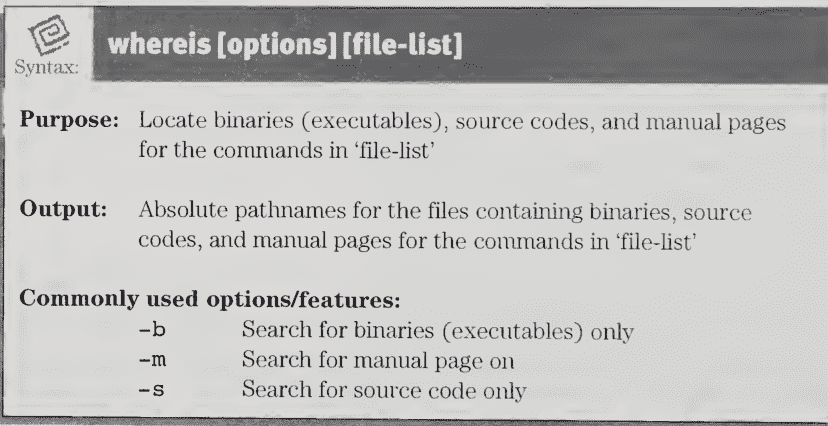 whereis [options] [file-list]
Syntax:
Purpose: Locate binaries (executables), source codes, and manual pages
for the commands in ‘file-list’
Output: Absolute pathnames for the files containing binaries, source
codes, and manual pages for the commands in ‘file-list’
Commonly used options/features:
–b Search for binaries (executables) only
–m Search for manual page on
–s Search for source code only